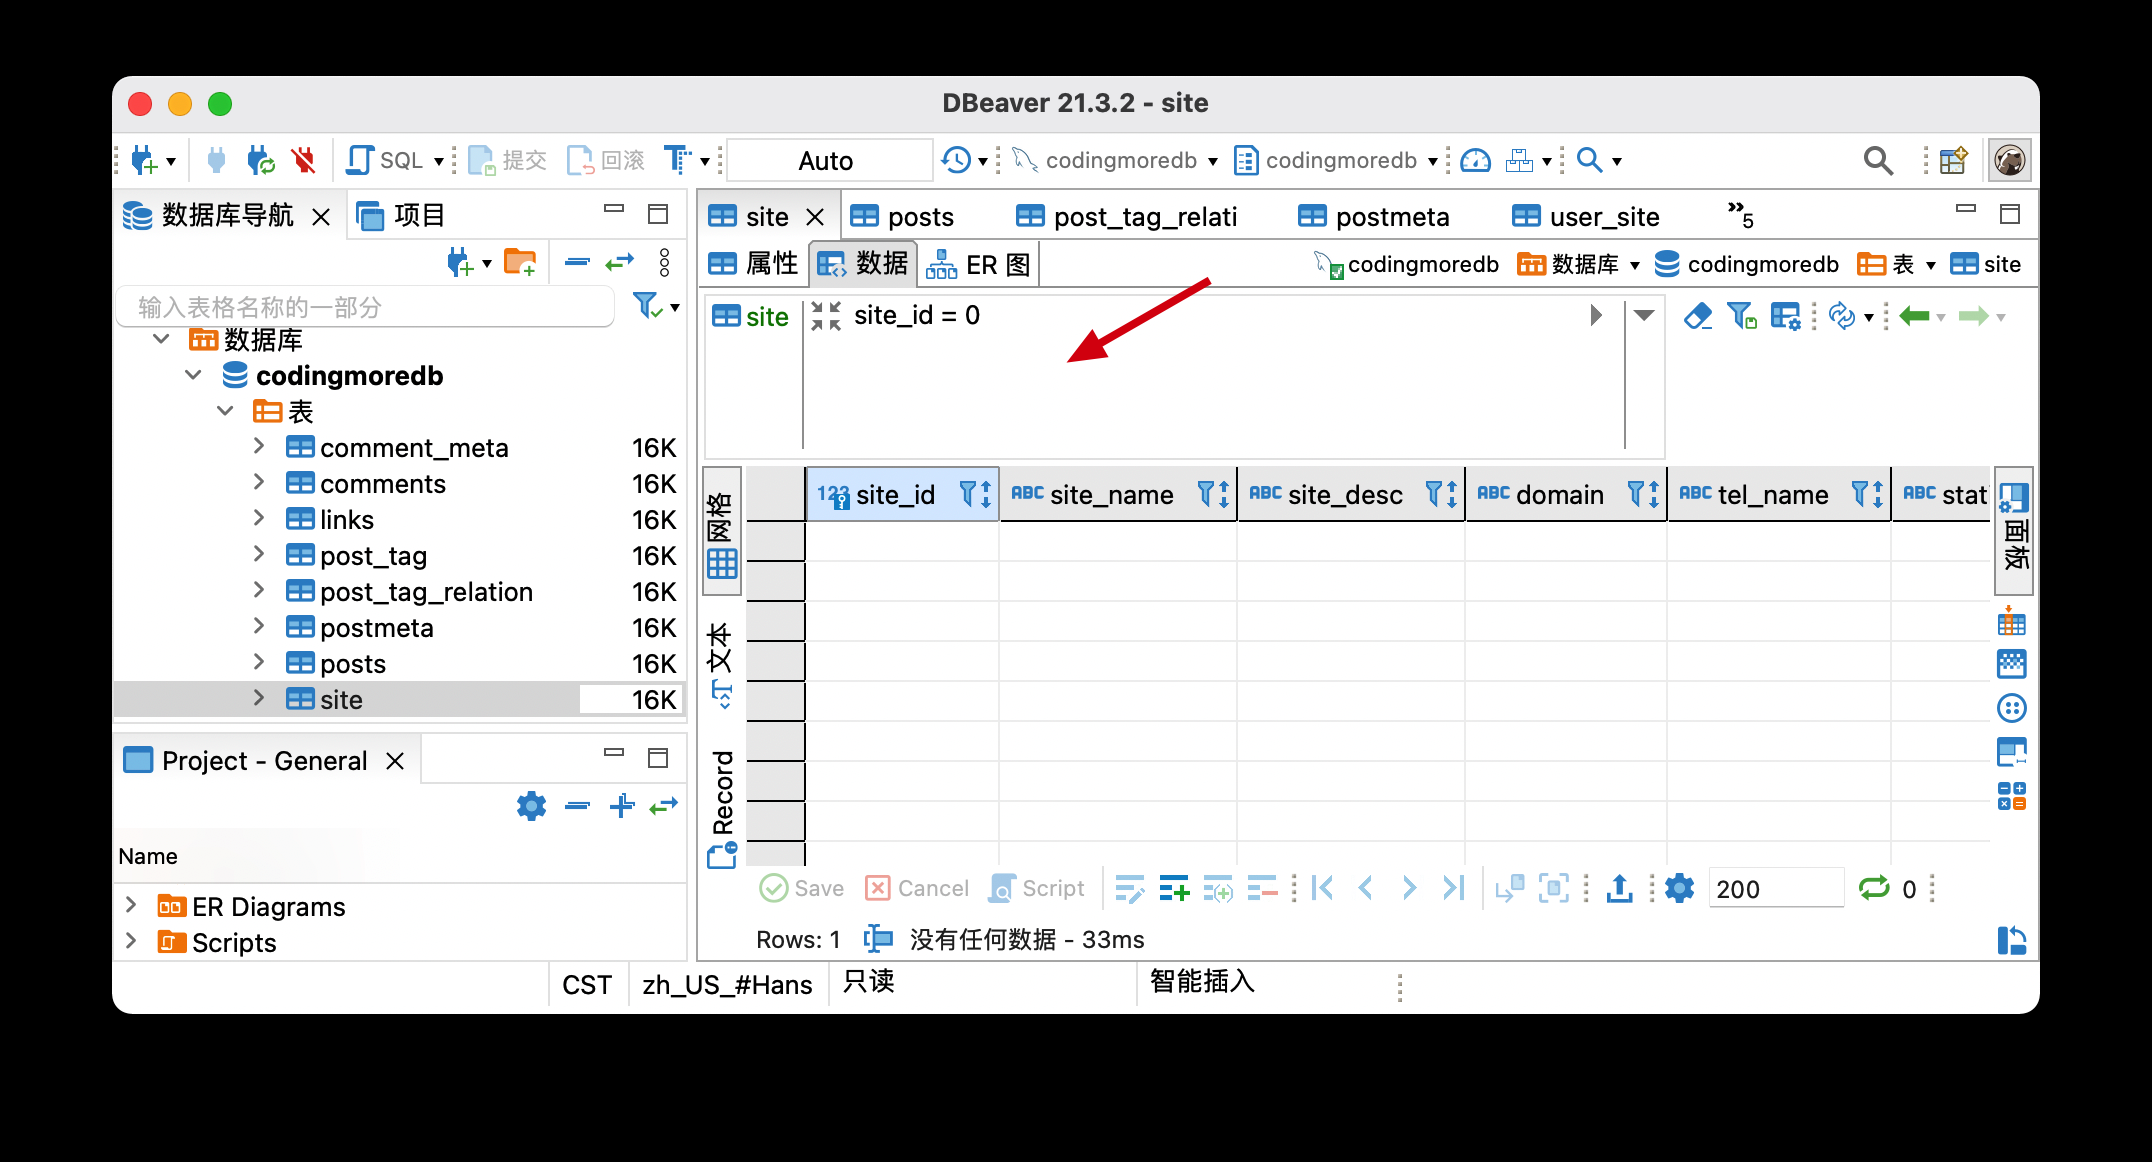 DBeaver 21.3.2 - site
SQL 提交 回滚 Auto codingmoredb codingmoredb
数据库导航 项目
输入表格名称的一部分
数据库
codingmoredb
表
comment_meta 16K
comments 16K
links 16K
post_tag 16K
post_tag_relation 16K
postmeta 16K
posts 16K
site 16K
Project - General
Name
ER Diagrams
Scripts
site posts post_tag_relati postmeta user_site »5
属性 数据 ER 图 codingmoredb 数据库 codingmoredb 表 site
site site_id = 0
网格
文本
Record
123 site_id ABC site_name ABC site_desc ABC domain ABC tel_name ABC stat
面板
Save Cancel Script 200 0
Rows: 1 没有任何数据 - 33ms
CST zh_US_#Hans 只读 智能插入